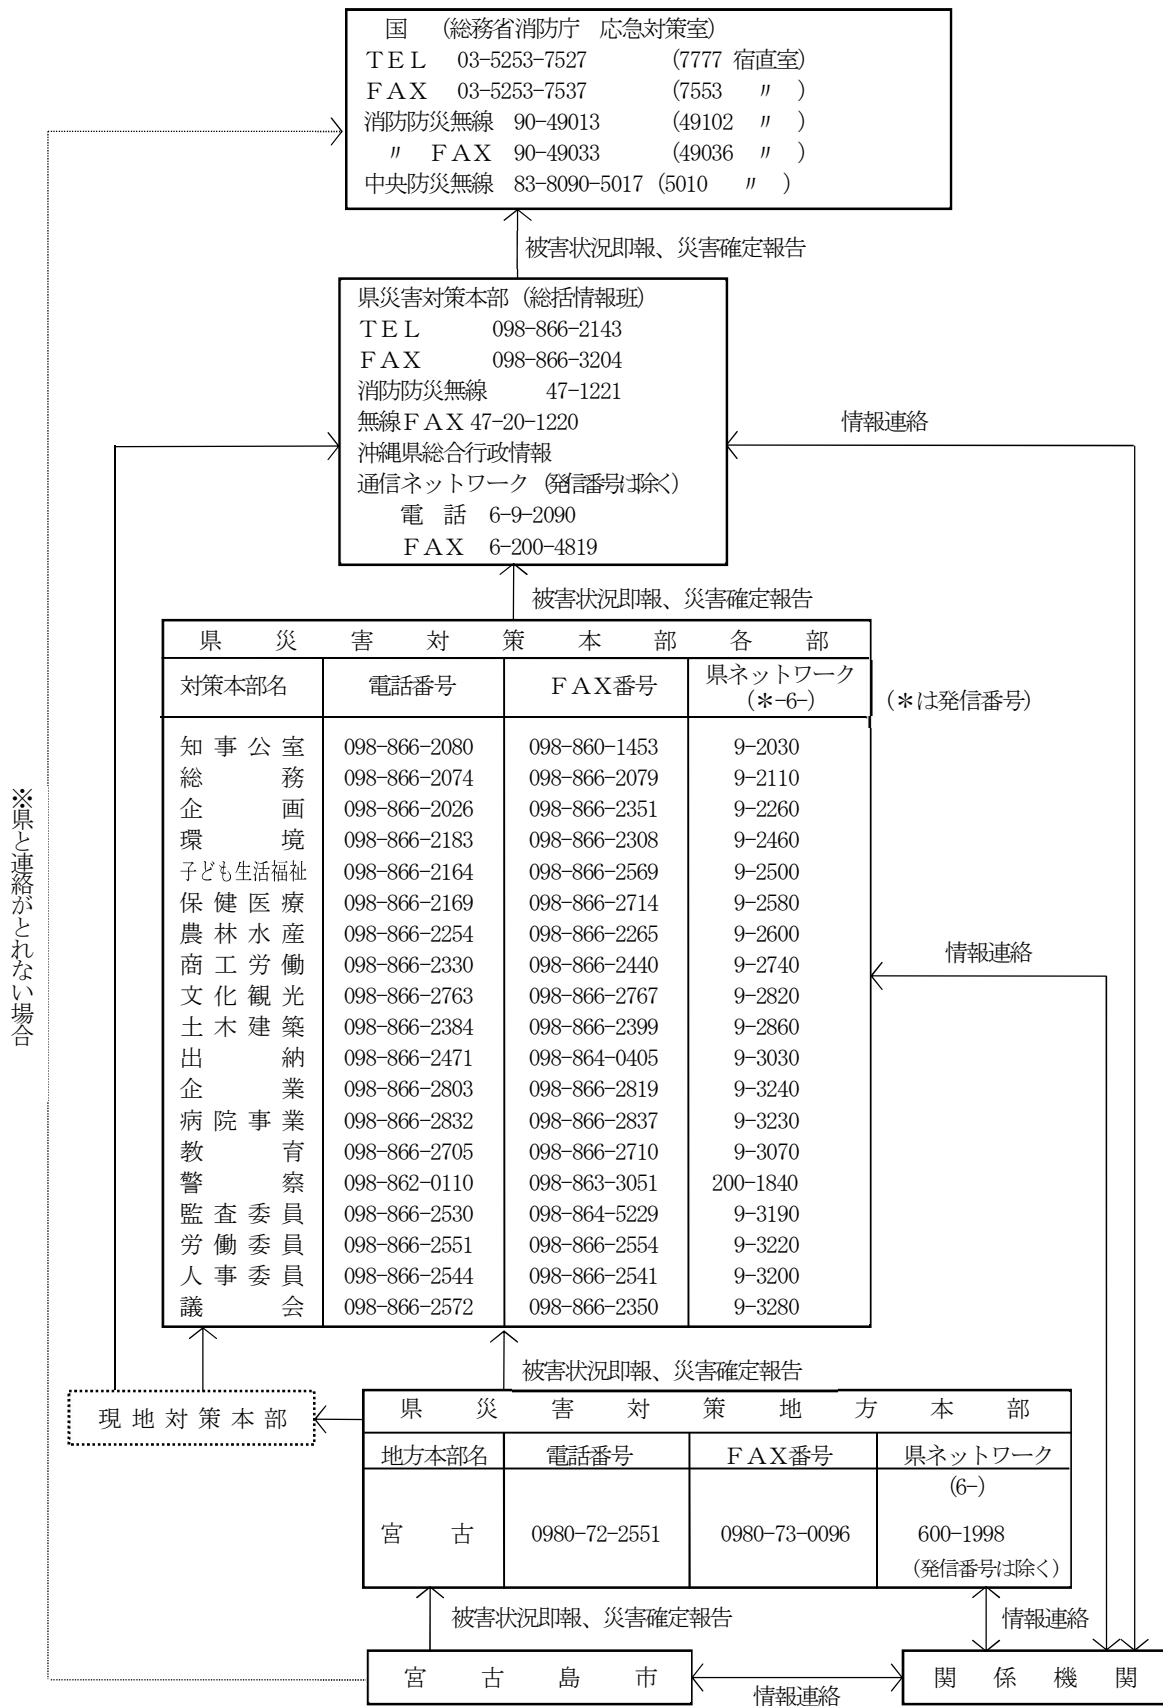 国　(総務省消防庁　応急対策室)
ＴＥＬ　03-5253-7527　(7777 宿直室)
ＦＡＸ　03-5253-7537　(7553　〃　)
消防防災無線　90-49013　(49102　〃　)
〃　ＦＡＸ　90-49033　(49036　〃　)
中央防災無線　83-8090-5017 (5010　〃　)
被害状況即報、災害確定報告
県災害対策本部 (総括情報班)
ＴＥＬ　098-866-2143
ＦＡＸ　098-866-3204
消防防災無線　47-1221
無線ＦＡＸ 47-20-1220
沖縄県総合行政情報
通信ネットワーク (発信番号は除く)
電　話　6-9-2090
ＦＡＸ　6-200-4819
情報連絡
被害状況即報、災害確定報告
県　災　害　対　策　本　部　各　部
対策本部名　電話番号　ＦＡＸ番号　県ネットワーク
(＊-6-)
(＊は発信番号)
知事公室　098-866-2080　098-860-1453　9-2030
総務　098-866-2074　098-866-2079　9-2110
企画　098-866-2026　098-866-2351　9-2260
環境　098-866-2183　098-866-2308　9-2460
子ども生活福祉　098-866-2164　098-866-2569　9-2500
保健医療　098-866-2169　098-866-2714　9-2580
農林水産　098-866-2254　098-866-2265　9-2600
商工労働　098-866-2330　098-866-2440　9-2740
文化観光　098-866-2763　098-866-2767　9-2820
土木建築　098-866-2384　098-866-2399　9-2860
出納　098-866-2471　098-864-0405　9-3030
企業　098-866-2803　098-866-2819　9-3240
病院事業　098-866-2832　098-866-2837　9-3230
教育　098-866-2705　098-866-2710　9-3070
警察　098-862-0110　098-863-3051　200-1840
監査委員　098-866-2530　098-864-5229　9-3190
労働委員　098-866-2551　098-866-2554　9-3220
人事委員　098-866-2544　098-866-2541　9-3200
議会　098-866-2572　098-866-2350　9-3280
情報連絡
※県と連絡がとれない場合
被害状況即報、災害確定報告
現地対策本部
県　災　害　対　策　地　方　本　部
地方本部名　電話番号　ＦＡＸ番号　県ネットワーク
(6-)
宮　古　0980-72-2551　0980-73-0096　600-1998
(発信番号は除く)
被害状況即報、災害確定報告
情報連絡
宮　古　島　市
情報連絡
関　係　機　関